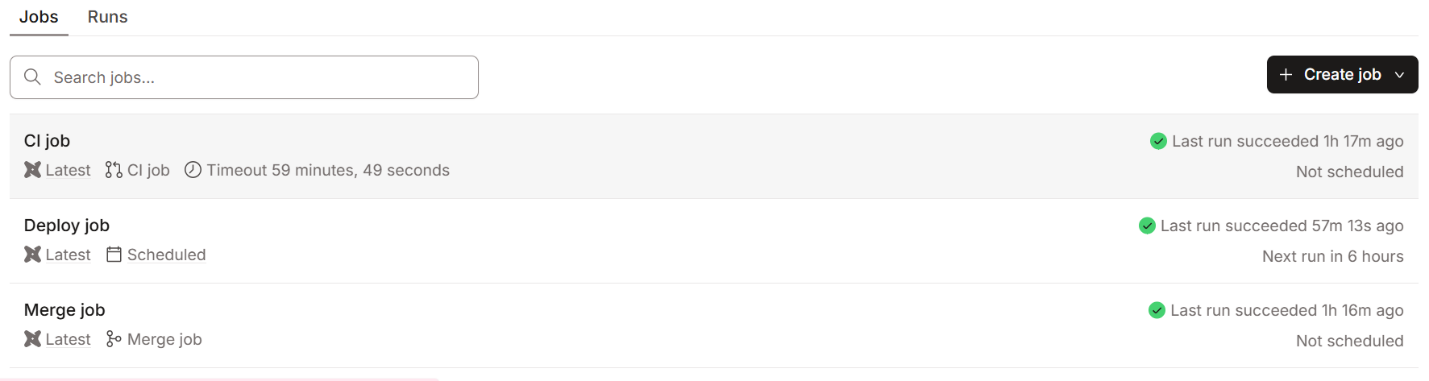 Jobs Runs
Search jobs...
+ Create job
CI job
Last run succeeded 1h 17m ago
Latest CI job Timeout 59 minutes, 49 seconds
Not scheduled
Deploy job
Last run succeeded 57m 13s ago
Latest Scheduled
Next run in 6 hours
Merge job
Last run succeeded 1h 16m ago
Latest Merge job
Not scheduled